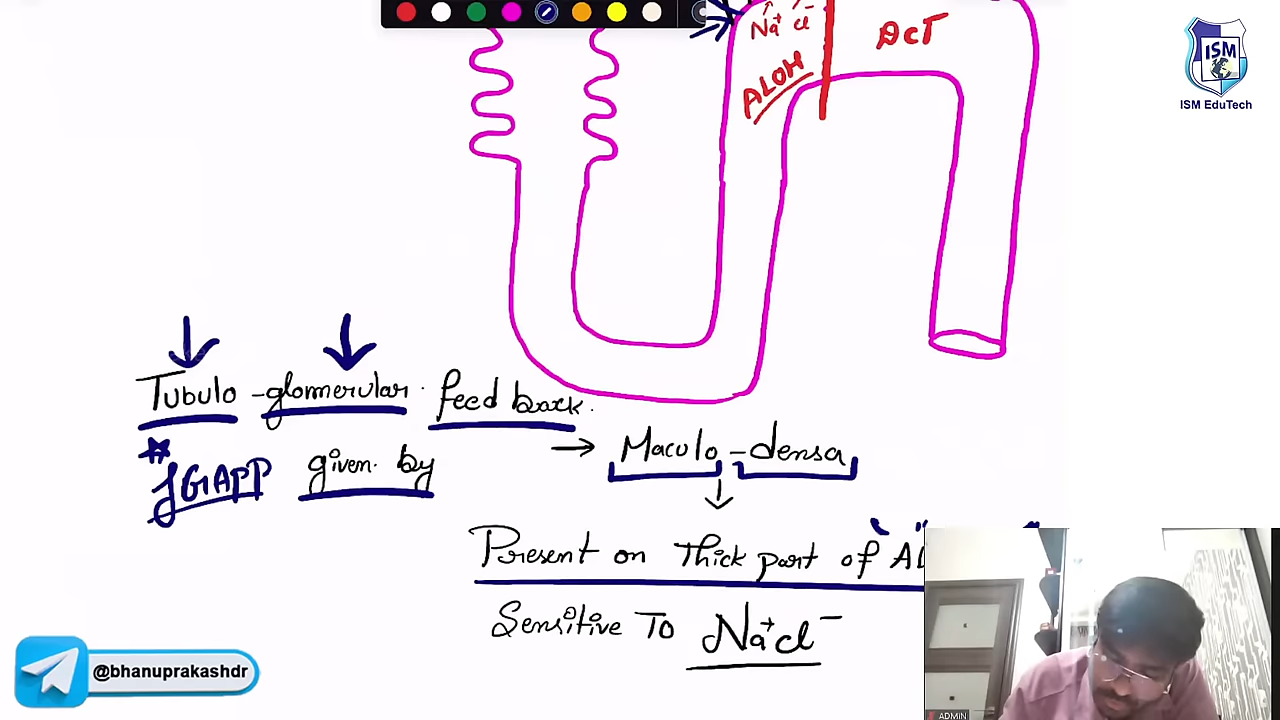 Na+ Cl-
DCT
ALOH
ISM
ISM EduTech
Tubulo-glomerular feed back.
JGAPP given by → Maculo-densa
Present on Thick part of
Sensitive To Na+cl-
@bhanuprakashdr
ADMIN